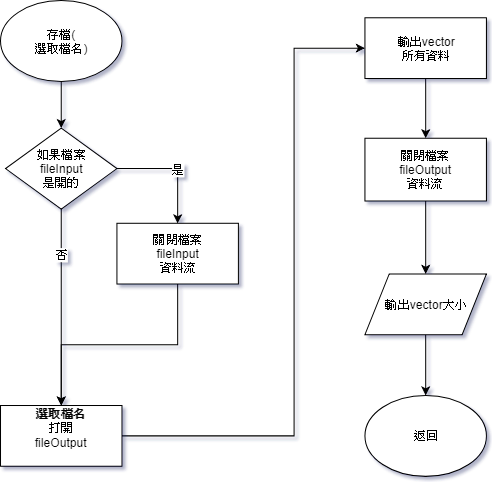 存檔(
選取檔名)
如果檔案
fileInput
是開的
是
關閉檔案
fileInput
資料流
否
選取檔名
打開
fileOutput
輸出vector
所有資料
關閉檔案
fileOutput
資料流
輸出vector大小
返回